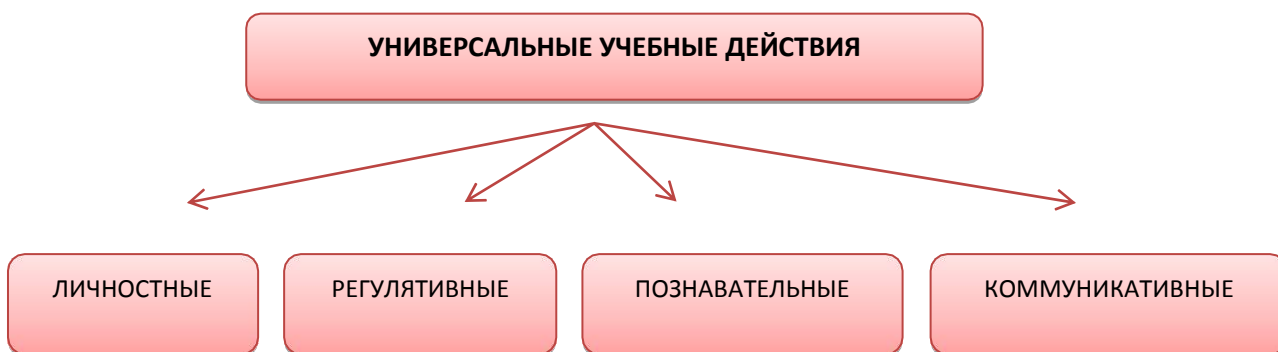 УНИВЕРСАЛЬНЫЕ УЧЕБНЫЕ ДЕЙСТВИЯ
ЛИЧНОСТНЫЕ
РЕГУЛЯТИВНЫЕ
ПОЗНАВАТЕЛЬНЫЕ
КОММУНИКАТИВНЫЕ